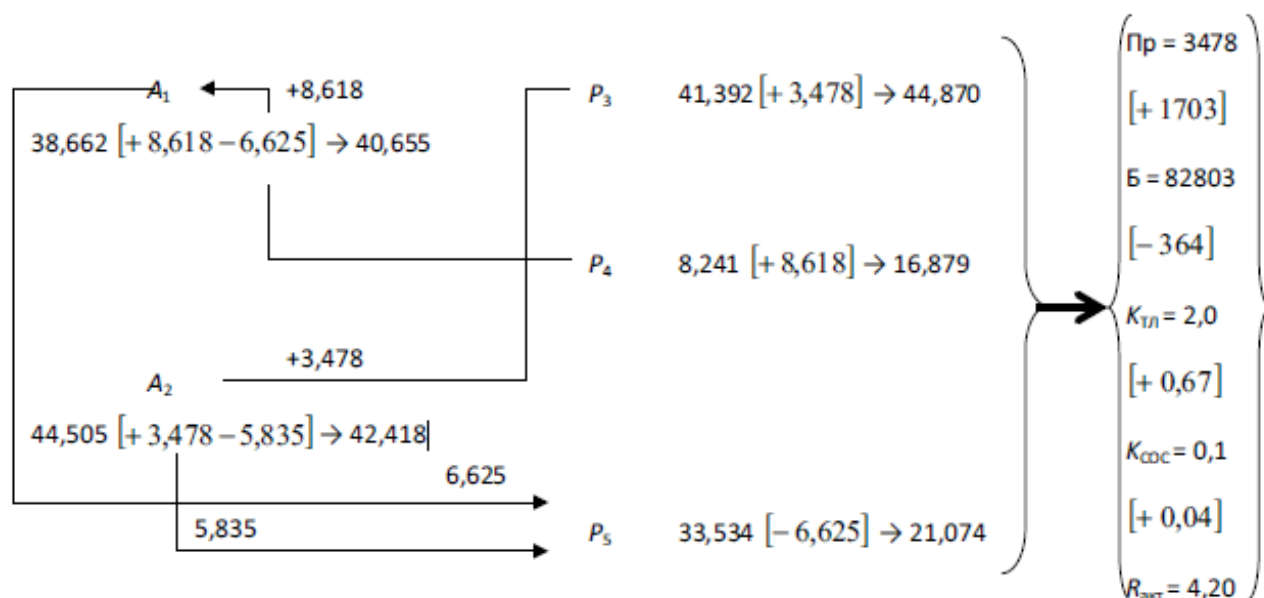 A₁
+8,618
38,662 [+ 8,618 – 6,625] → 40,655
A₂
+3,478
44,505 [+ 3,478 – 5,835] → 42,418
6,625
5,835
P₃ 41,392 [+ 3,478] → 44,870
P₄ 8,241 [+ 8,618] → 16,879
P₅ 33,534 [– 6,625] → 21,074
Пр = 3478
[+ 1703]
Б = 82803
[– 364]
Kтл = 2,0
[+ 0,67]
Kсос = 0,1
[+ 0,04]
Rакт = 4,20